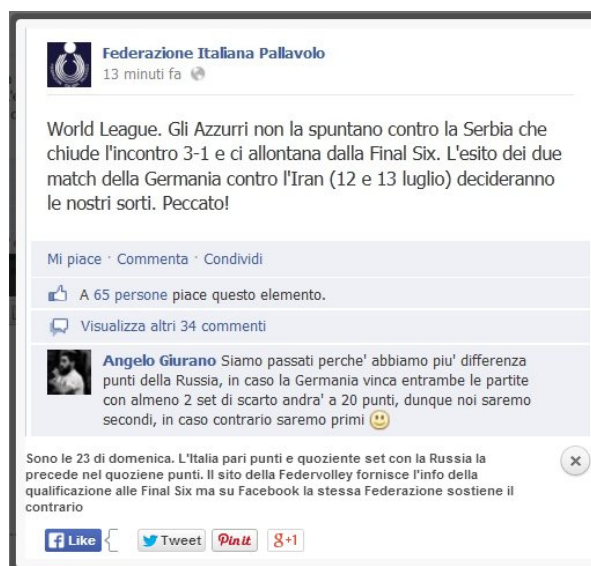 Federazione Italiana Pallavolo
13 minuti fa
World League. Gli Azzurri non la spuntano contro la Serbia che
chiude l'incontro 3-1 e ci allontana dalla Final Six. L'esito dei due
match della Germania contro l'Iran (12 e 13 luglio) decideranno
le nostri sorti. Peccato!
Mi piace · Commenta · Condividi
A 65 persone piace questo elemento.
Visualizza altri 34 commenti
Angelo Giurano Siamo passati perche' abbiamo piu' differenza
punti della Russia, in caso la Germania vinca entrambe le partite
con almeno 2 set di scarto andra' a 20 punti, dunque noi saremo
secondi, in caso contrario saremo primi
Sono le 23 di domenica. L'Italia pari punti e quoziente set con la Russia la
precede nel quoziene punti. Il sito della Federvolley fornisce l'info della
qualificazione alle Final Six ma su Facebook la stessa Federazione sostiene il
contrario
Like
Tweet
Pin it
g+1